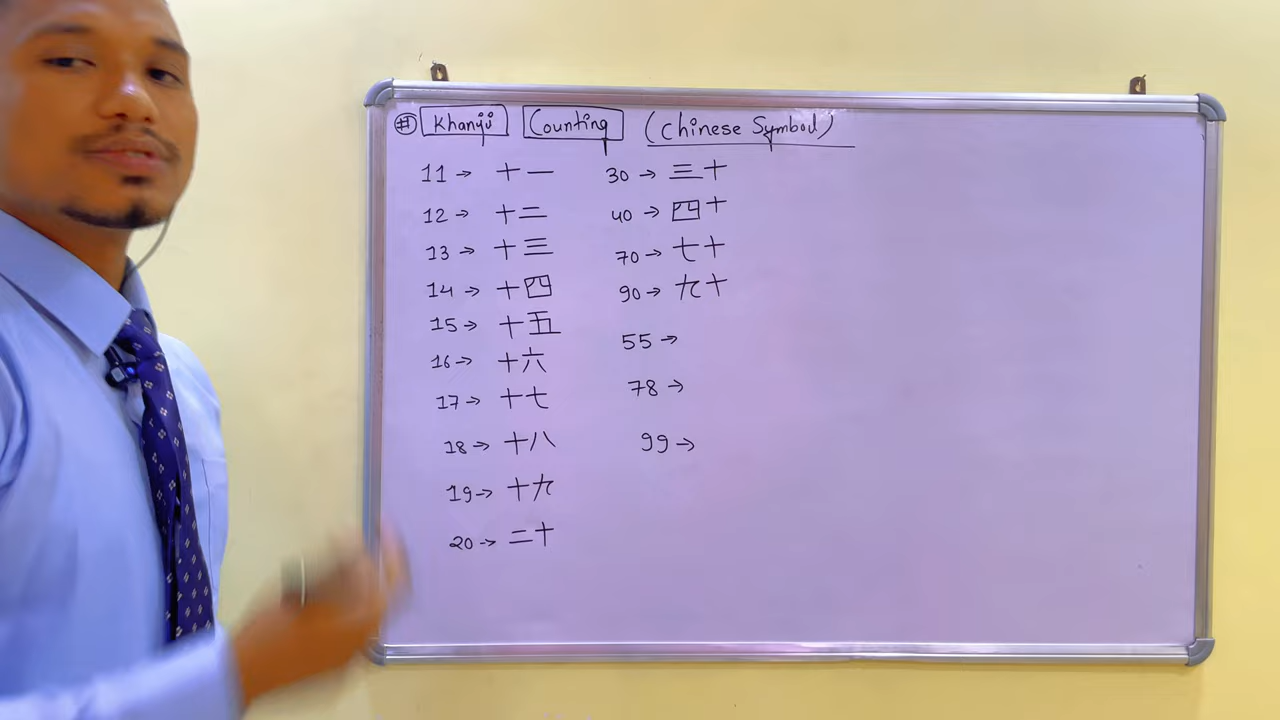 # Khanji Counting (Chinese Symbol)
11 → 十一
12 → 十二
13 → 十三
14 → 十四
15 → 十五
16 → 十六
17 → 十七
18 → 十八
19 → 十九
20 → 二十
30 → 三十
40 → 四十
70 → 七十
90 → 九十
55 →
78 →
99 →